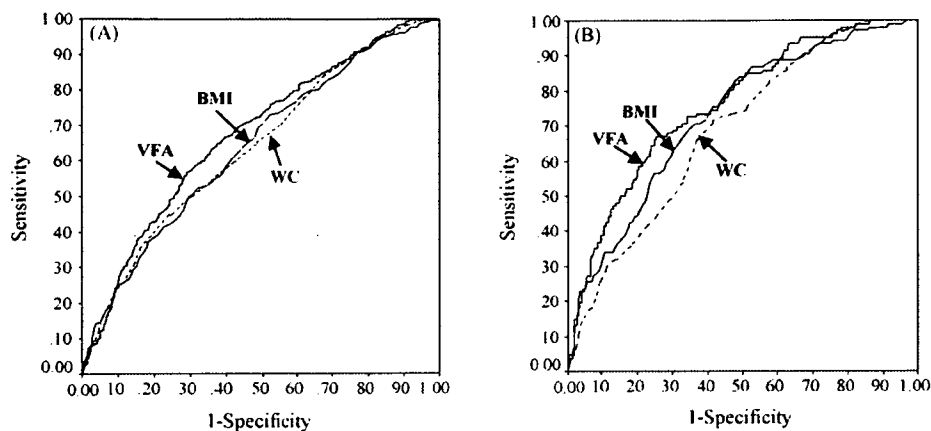 (A)
1 00
.90
.80
.70
60
50
40
30
20
.10
0.00
Sensitivity
VFA
BMI
WC
0.00 10 .20 .30 40 50 60 70 80 90 1 00
1-Specificity
(B)
1.00
90
.80
.70
60
.50
.40
.30
.20
.10
0 00
Sensitivity
VFA
BMI
WC
0.00 10 20 30 40 50 60 .70 80 90 1.00
1-Specificity